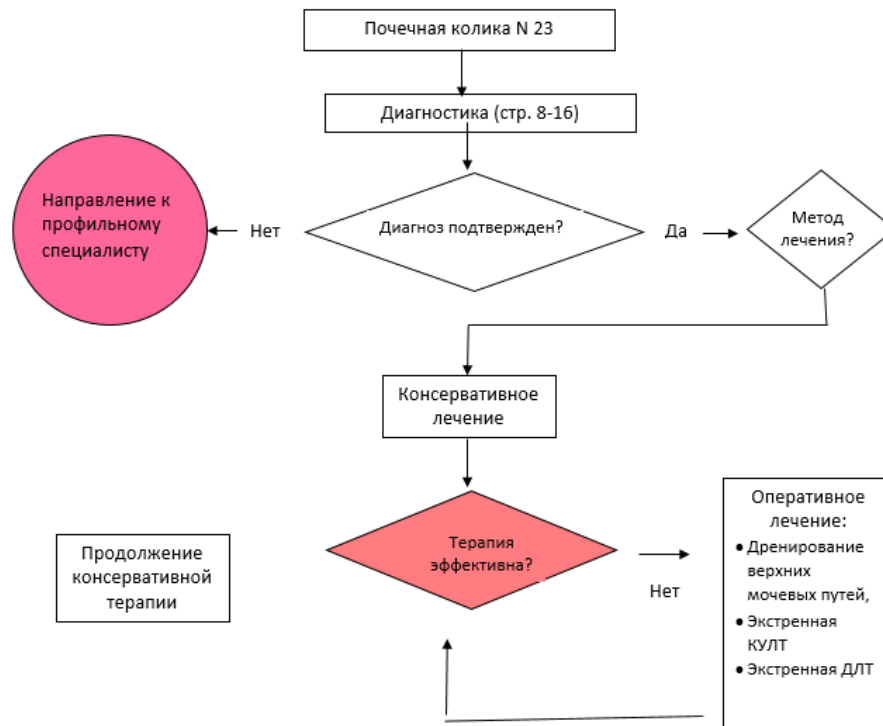 Почечная колика N 23
Диагностика (стр. 8-16)
Направление к
профильному
специалисту
Нет
Диагноз подтвержден?
Да
Метод
лечения?
Консервативное
лечение
Продолжение
консервативной
терапии
Терапия
эффективна?
Нет
Оперативное
лечение:
• Дренирование
верхних
мочевых путей,
• Экстренная
КУЛТ
• Экстренная ДЛТ